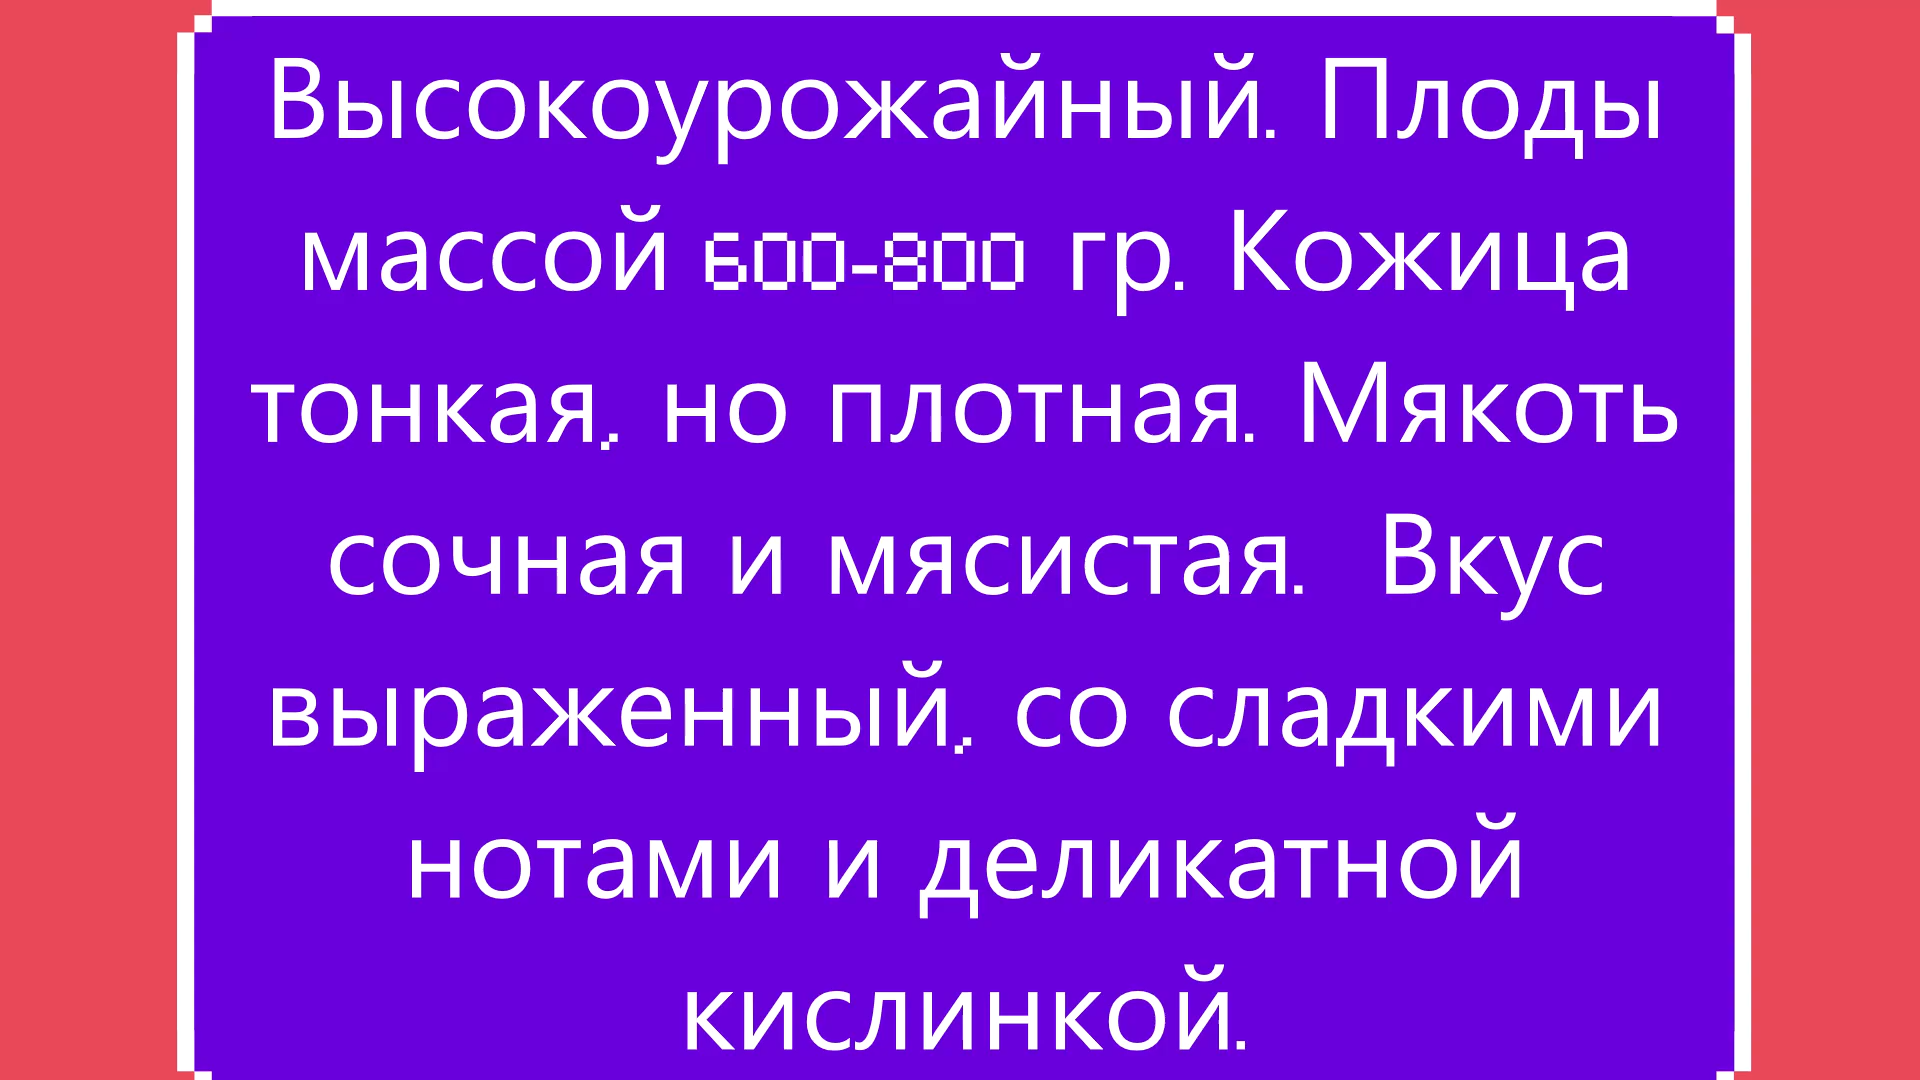 Высокоурожайный. Плоды
массой 600-800 гр. Кожица
тонкая, но плотная. Мякоть
сочная и мясистая.  Вкус
выраженный, со сладкими
нотами и деликатной
кислинкой.